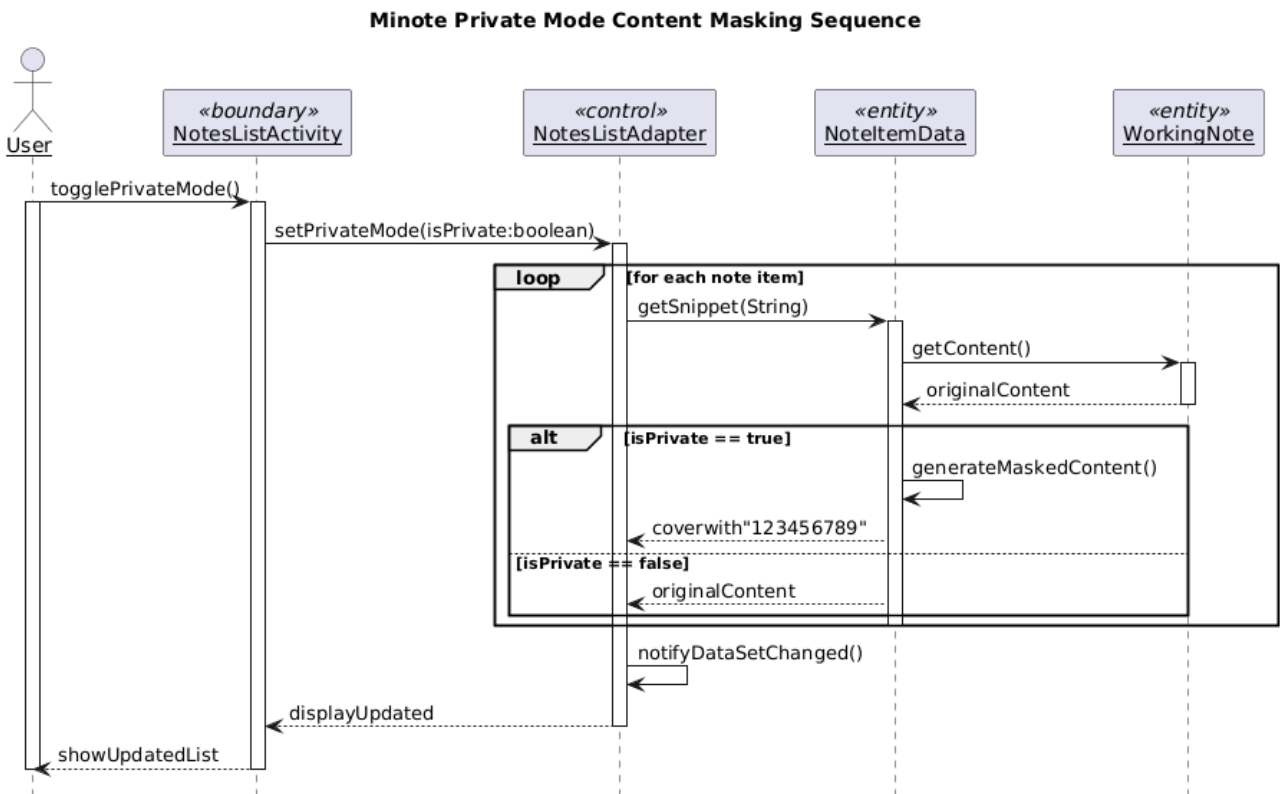 Minote Private Mode Content Masking Sequence
User
«boundary»
NotesListActivity
«control»
NotesListAdapter
«entity»
NoteItemData
«entity»
WorkingNote
togglePrivateMode()
setPrivateMode(isPrivate:boolean)
loop
[for each note item]
getSnippet(String)
getContent()
originalContent
alt
[isPrivate == true]
generateMaskedContent()
coverwith"123456789"
[isPrivate == false]
originalContent
notifyDataSetChanged()
displayUpdated
showUpdatedList